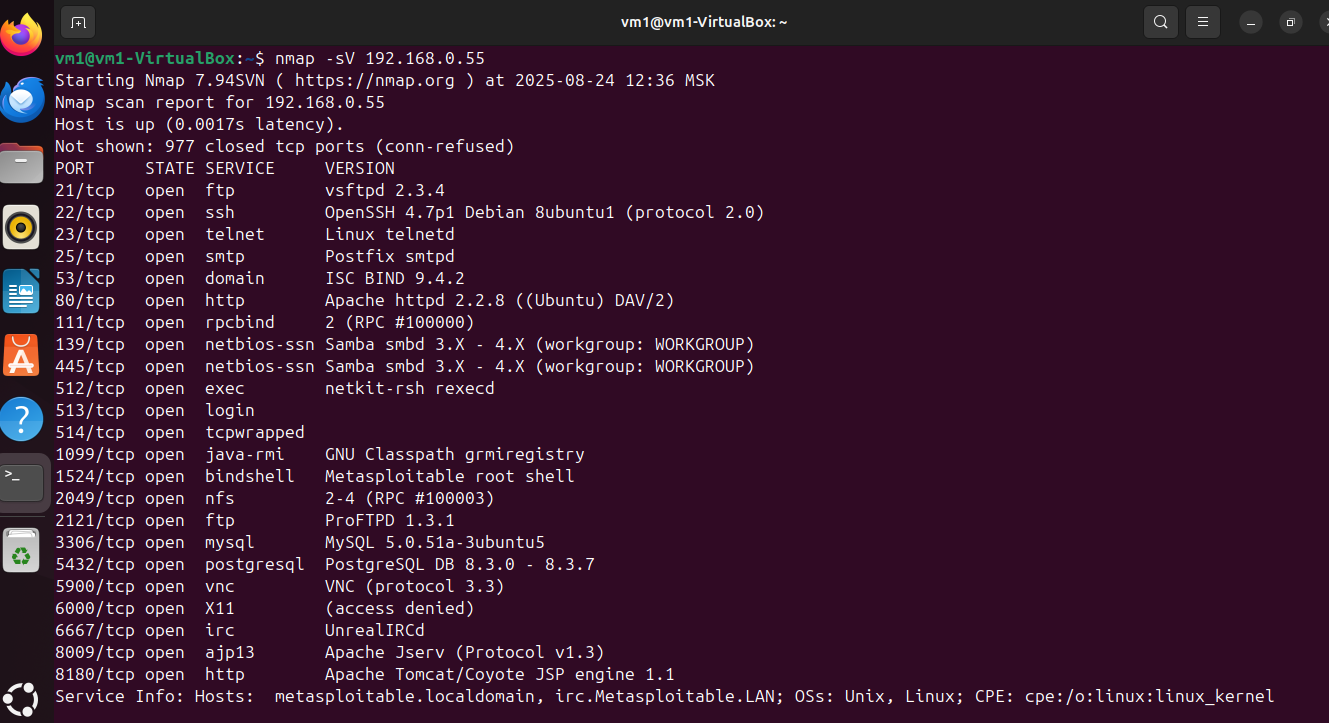 vm1@vm1-VirtualBox: ~
vm1@vm1-VirtualBox:~$ nmap -sV 192.168.0.55
Starting Nmap 7.94SVN ( https://nmap.org ) at 2025-08-24 12:36 MSK
Nmap scan report for 192.168.0.55
Host is up (0.0017s latency).
Not shown: 977 closed tcp ports (conn-refused)
PORT     STATE SERVICE     VERSION
21/tcp   open  ftp         vsftpd 2.3.4
22/tcp   open  ssh         OpenSSH 4.7p1 Debian 8ubuntu1 (protocol 2.0)
23/tcp   open  telnet      Linux telnetd
25/tcp   open  smtp        Postfix smtpd
53/tcp   open  domain      ISC BIND 9.4.2
80/tcp   open  http        Apache httpd 2.2.8 ((Ubuntu) DAV/2)
111/tcp  open  rpcbind     2 (RPC #100000)
139/tcp  open  netbios-ssn Samba smbd 3.X - 4.X (workgroup: WORKGROUP)
445/tcp  open  netbios-ssn Samba smbd 3.X - 4.X (workgroup: WORKGROUP)
512/tcp  open  exec        netkit-rsh rexecd
513/tcp  open  login
514/tcp  open  tcpwrapped
1099/tcp open  java-rmi    GNU Classpath grmiregistry
1524/tcp open  bindshell   Metasploitable root shell
2049/tcp open  nfs         2-4 (RPC #100003)
2121/tcp open  ftp         ProFTPD 1.3.1
3306/tcp open  mysql       MySQL 5.0.51a-3ubuntu5
5432/tcp open  postgresql  PostgreSQL DB 8.3.0 - 8.3.7
5900/tcp open  vnc         VNC (protocol 3.3)
6000/tcp open  X11         (access denied)
6667/tcp open  irc         UnrealIRCd
8009/tcp open  ajp13       Apache Jserv (Protocol v1.3)
8180/tcp open  http        Apache Tomcat/Coyote JSP engine 1.1
Service Info: Hosts:  metasploitable.localdomain, irc.Metasploitable.LAN; OSs: Unix, Linux; CPE: cpe:/o:linux:linux_kernel